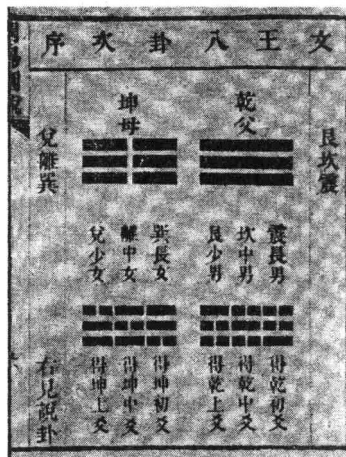 文王八卦次序
艮坎震
乾父
震長男
坎中男
艮少男
得乾初爻
得乾中爻
得乾上爻
坤母
巽長女
離中女
兌少女
得坤初爻
得坤中爻
得坤上爻
兌離巽
右見說卦